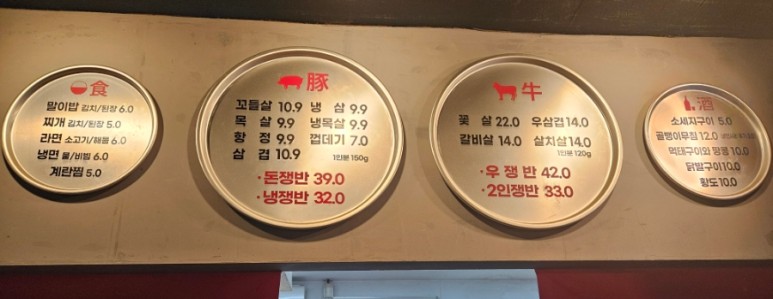 食
말이밥 김치/된장 6.0
찌개 김치/된장 5.0
라면 소고기/해물 6.0
냉면 물/비빔 6.0
계란찜 5.0
豚
꼬들살 10.9 냉 삼 9.9
목 살 9.9 냉목살 9.9
항 정 9.9 껍데기 7.0
삼 겹 10.9 1인분 150g
·돈쟁반 39.0
·냉쟁반 32.0
牛
꽃 살 22.0 우삼겹 14.0
갈비살 14.0 살치살 14.0
1인분 120g
·우 쟁 반 42.0
·2인쟁반 33.0
酒
소세지구이 5.0
골뱅이무침 12.0
먹태구이와 땅콩 10.0
닭발구이 10.0
황도 10.0